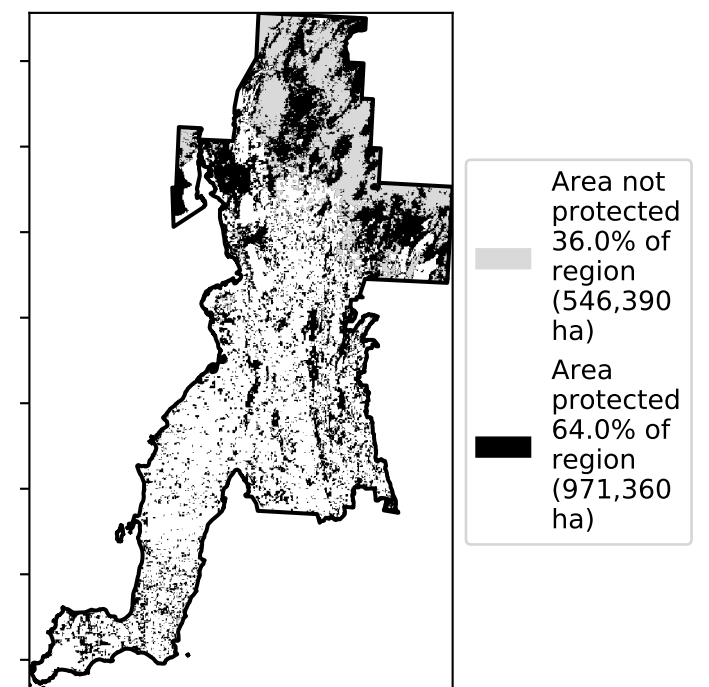 Area not
protected
36.0% of
region
(546,390
ha)
Area
protected
64.0% of
region
(971,360
ha)